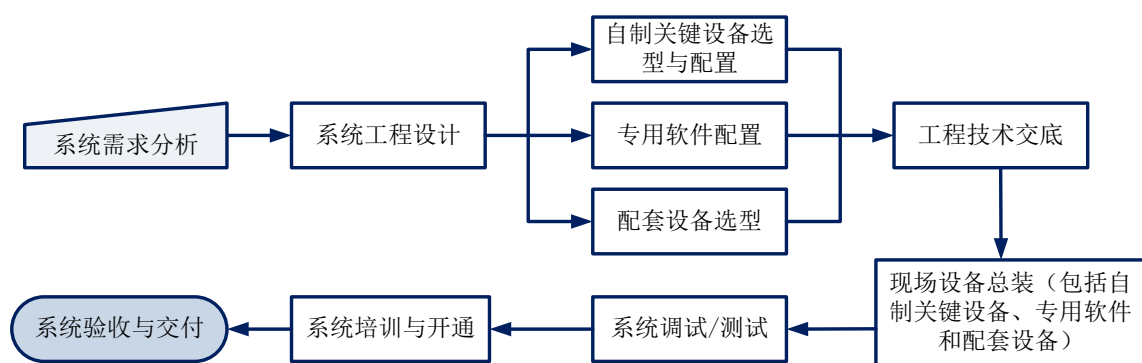 自制关键设备选
型与配置
系统需求分析
系统工程设计
专用软件配置
工程技术交底
配套设备选型
现场设备总装（包括自
制关键设备、专用软件
和配套设备）
系统调试/测试
系统培训与开通
系统验收与交付